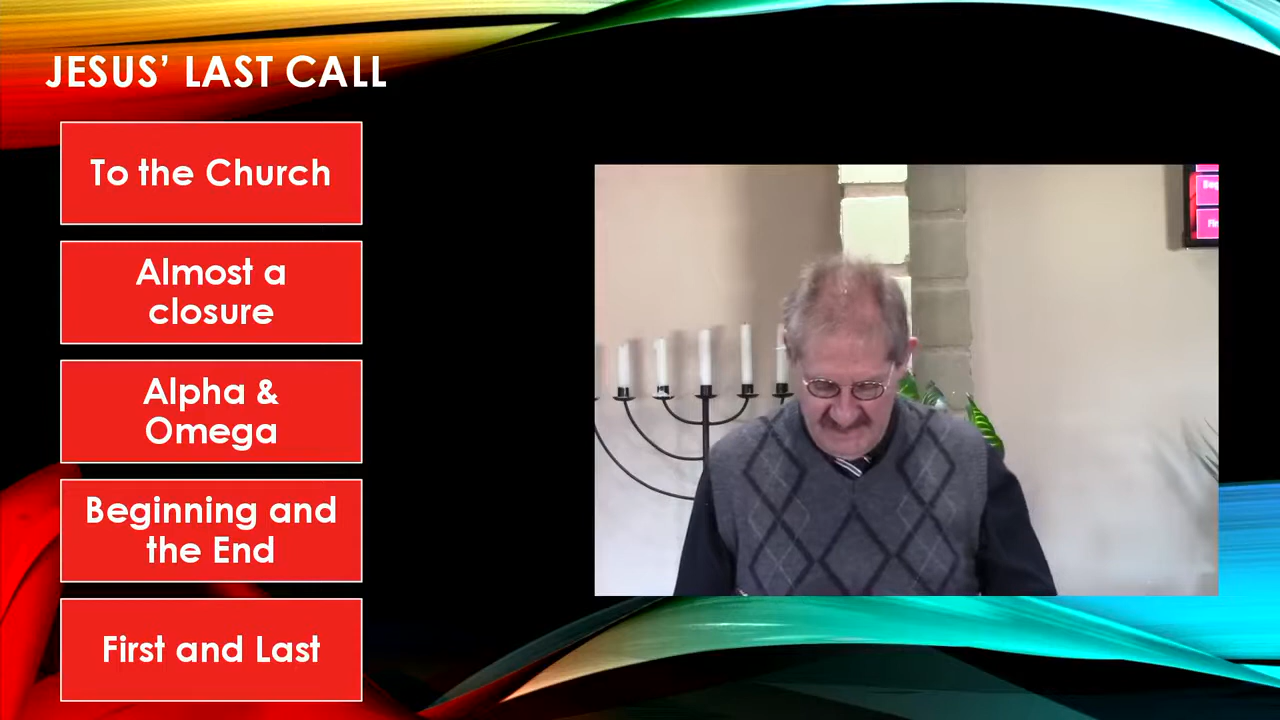 JESUS’ LAST CALL
To the Church
Almost a
closure
Alpha &
Omega
Beginning and
the End
First and Last